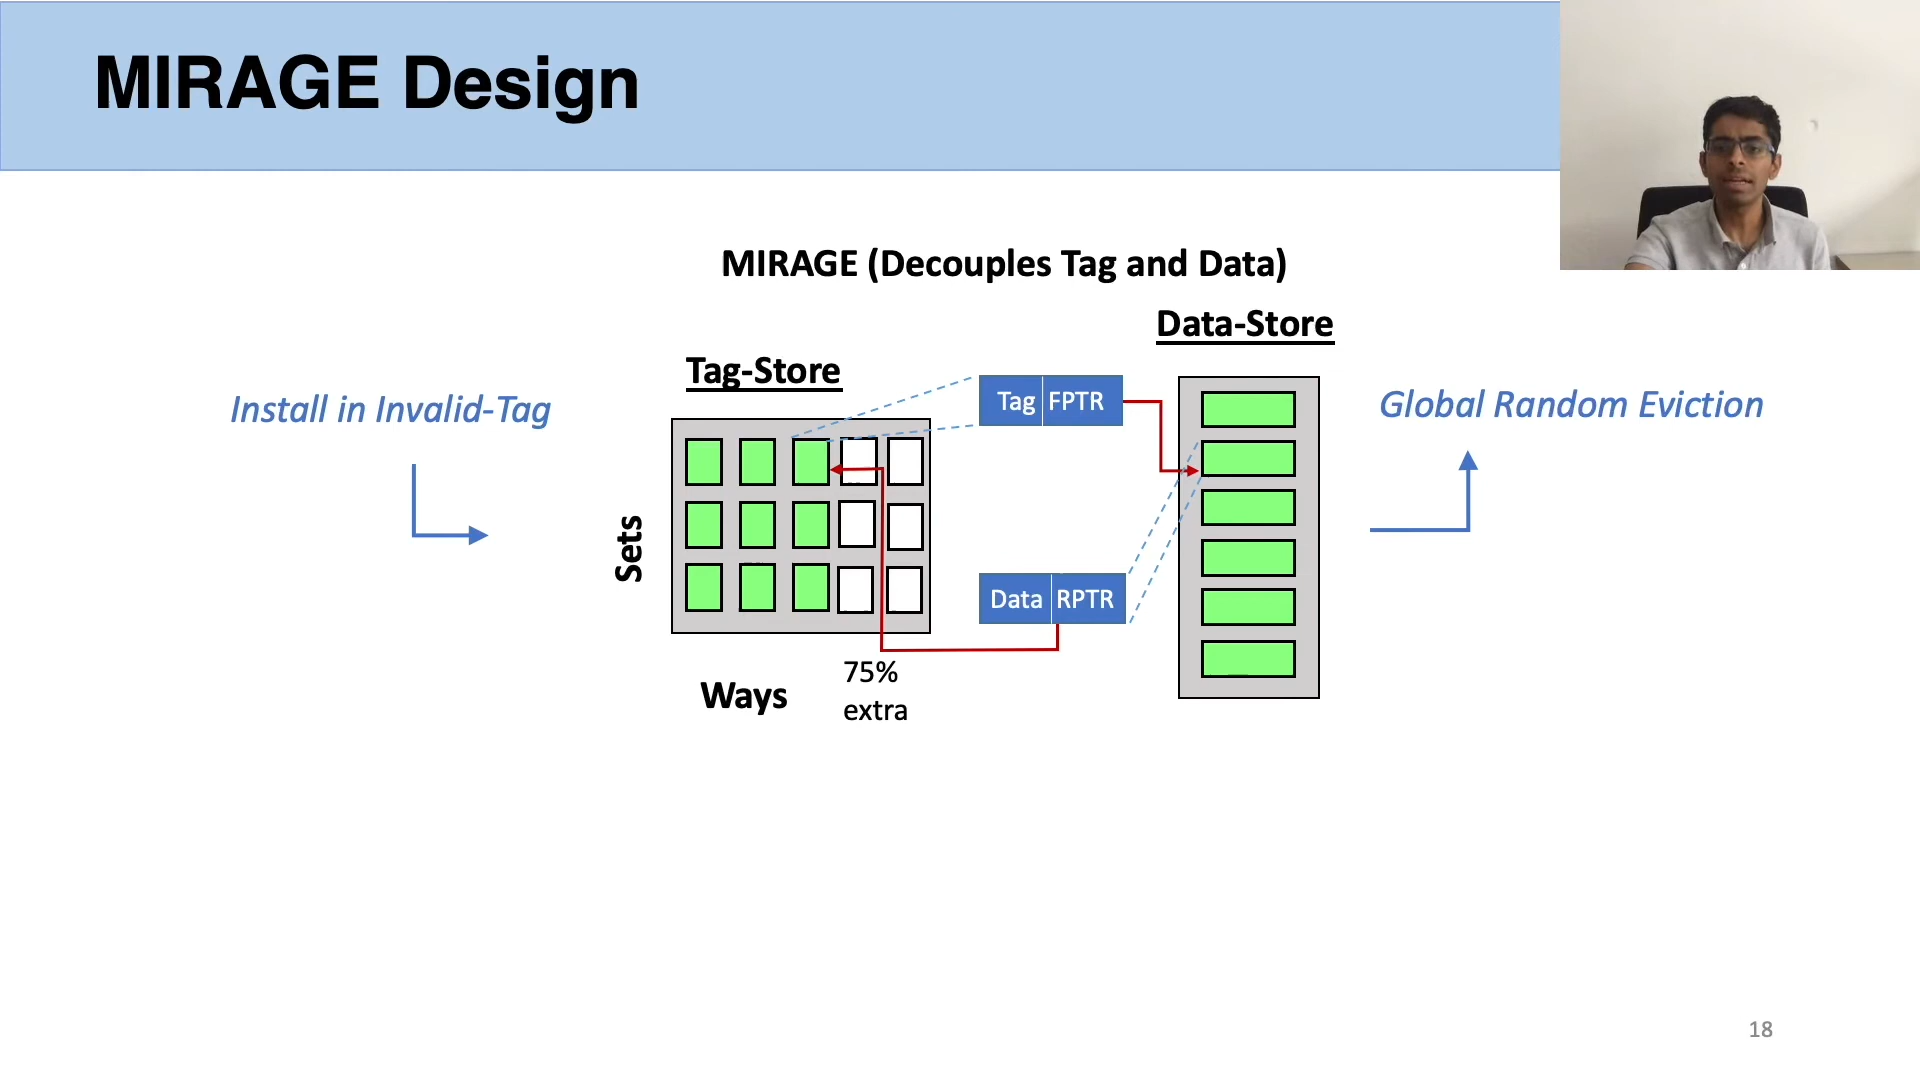 MIRAGE Design
MIRAGE (Decouples Tag and Data)
Data-Store
Tag-Store
Install in Invalid-Tag
Tag FPTR
Global Random Eviction
Sets
Data RPTR
Ways
75%
extra
18